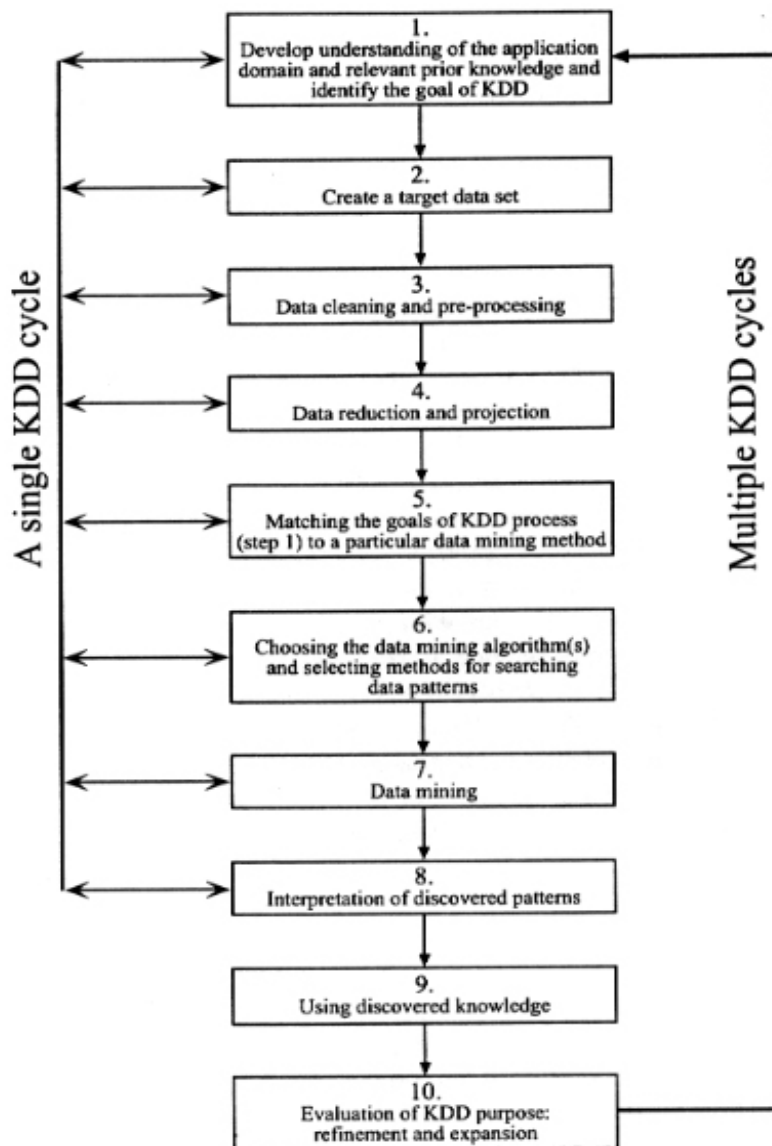 1.
Develop understanding of the application
domain and relevant prior knowledge and
identify the goal of KDD
2.
Create a target data set
3.
Data cleaning and pre-processing
4.
Data reduction and projection
5.
Matching the goals of KDD process
(step 1) to a particular data mining method
6.
Choosing the data mining algorithm(s)
and selecting methods for searching
data patterns
7.
Data mining
8.
Interpretation of discovered patterns
9.
Using discovered knowledge
10.
Evaluation of KDD purpose:
refinement and expansion
A single KDD cycle
Multiple KDD cycles